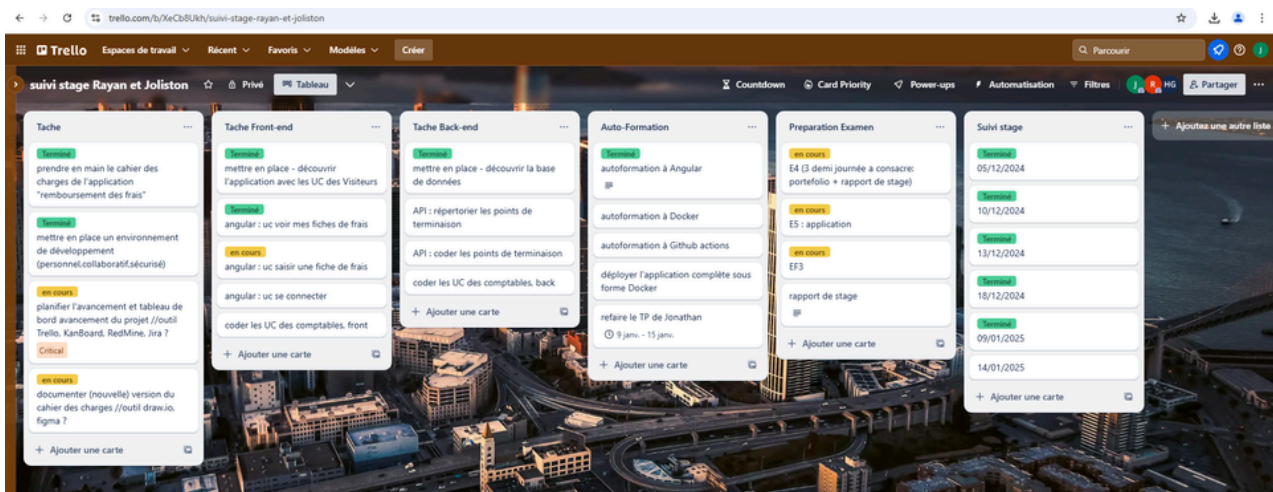 trello.com/b/XeCb8Ukh/suivi-stage-rayan-et-joliston
Trello Espaces de travail Récent Favoris Modèles Créer Parcourir J
suivi stage Rayan et Joliston Privé Tableau Countdown Card Priority Power-ups Automatisation Filtres J R HG Partager
Tache
Terminé
prendre en main le cahier des
charges de l'application
"remboursement des frais"
Terminé
mettre en place un environnement
de développement
(personnel,collaboratif,sécurisé)
en cours
planifier l'avancement et tableau de
bord avancement du projet //outil
Trello, KanBoard, RedMine, Jira ?
Critical
en cours
documenter (nouvelle) version du
cahier des charges //outil draw.io,
figma ?
+ Ajouter une carte
Tache Front-end
Terminé
mettre en place - découvrir
l'application avec les UC des Visiteurs
Terminé
angular : uc voir mes fiches de frais
en cours
angular : uc saisir une fiche de frais
angular : uc se connecter
coder les UC des comptables, front
+ Ajouter une carte
Tache Back-end
Terminé
mettre en place - découvrir la base
de données
API : répertorier les points de
terminaison
API : coder les points de terminaison
coder les UC des comptables, back
+ Ajouter une carte
Auto-Formation
Terminé
autoformation à Angular
autoformation à Docker
autoformation à Github actions
déployer l'application complète sous
forme Docker
refaire le TP de Jonathan
9 janv. - 15 janv.
+ Ajouter une carte
Preparation Examen
en cours
E4 (3 demi journée a consacre:
portefolio + rapport de stage)
en cours
E5 : application
en cours
EF3
rapport de stage
+ Ajouter une carte
Suivi stage
Terminé
05/12/2024
Terminé
10/12/2024
Terminé
13/12/2024
Terminé
18/12/2024
Terminé
09/01/2025
14/01/2025
+ Ajouter une carte
+ Ajoutez une autre liste